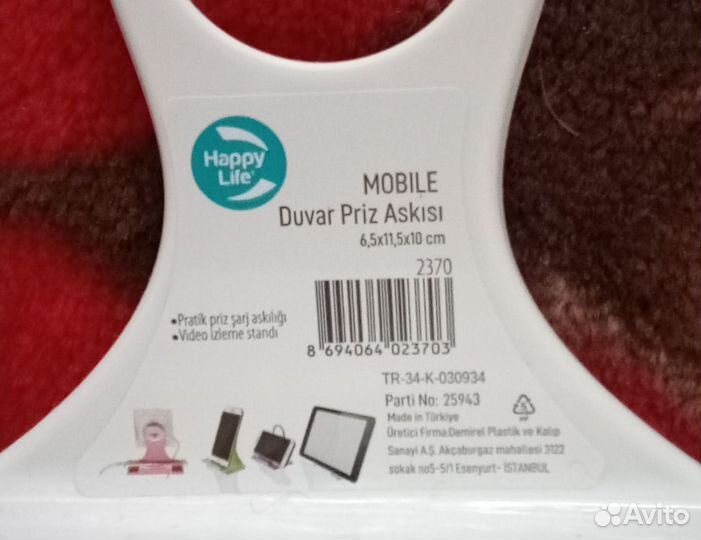 Happy
Life
MOBILE
Duvar Priz Askısı
6,5x11,5x10 cm
2370
•Pratik priz şarj askılığı
•Video izleme standı
8 694064 023703
TR-34-K-030934
Parti No: 25943
Made in Türkiye
Üretici Firma:Demirel Plastik ve Kalıp
Sanayi A.Ş. Akçaburgaz mahallesi 3122
sokak no5-5/1 Esenyurt- İSTANBUL
5
PP
Avito